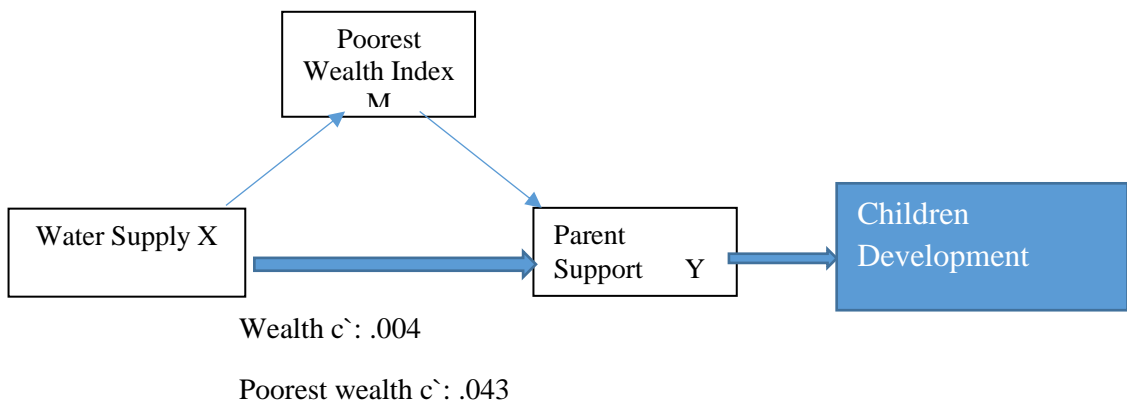 Poorest
Wealth Index
M
Water Supply X
Parent
Support Y
Children
Development
Wealth c`: .004
Poorest wealth c`: .043